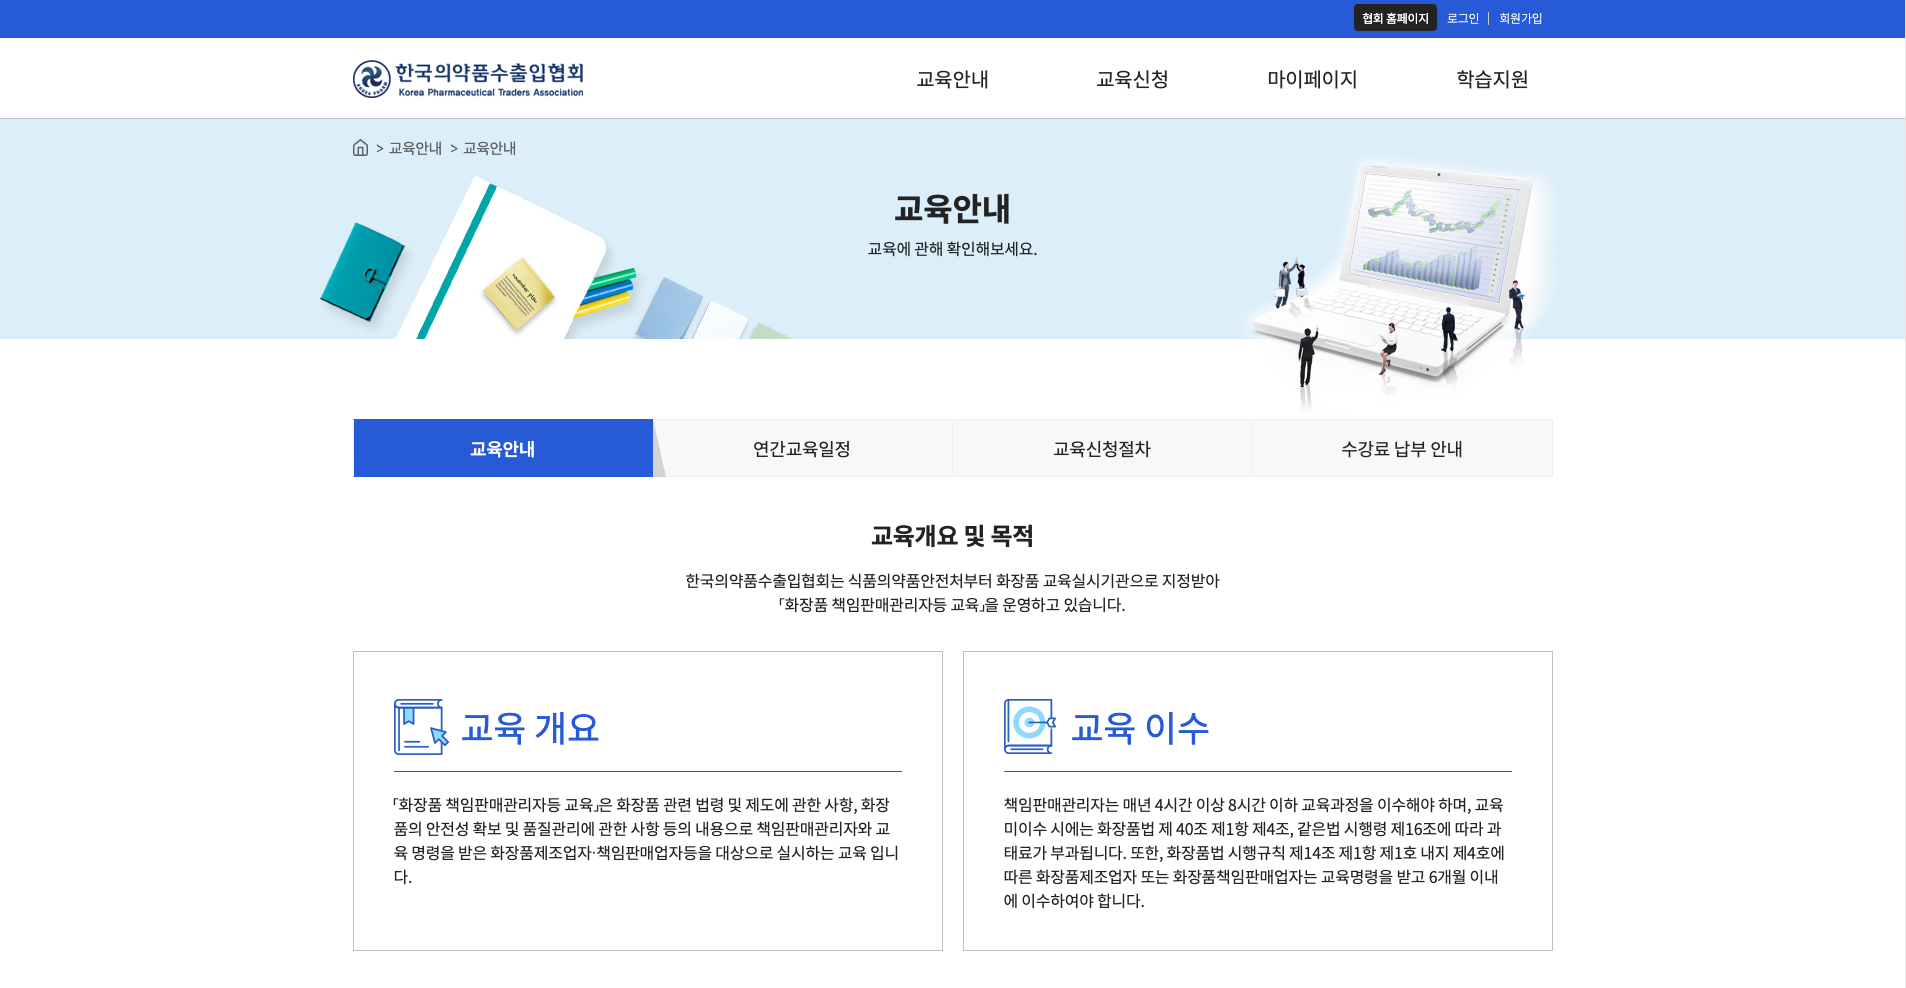 협회 홈페이지 로그인 회원가입
한국의약품수출입협회
Korea Pharmaceutical Traders Association
교육안내 교육신청 마이페이지 학습지원
> 교육안내 > 교육안내
교육안내
교육에 관해 확인해보세요.
교육안내 연간교육일정 교육신청절차 수강료 납부 안내
교육개요 및 목적
한국의약품수출입협회는 식품의약품안전처부터 화장품 교육실시기관으로 지정받아
「화장품 책임판매관리자등 교육」을 운영하고 있습니다.
교육 개요
「화장품 책임판매관리자등 교육」은 화장품 관련 법령 및 제도에 관한 사항, 화장
품의 안전성 확보 및 품질관리에 관한 사항 등의 내용으로 책임판매관리자와 교
육 명령을 받은 화장품제조업자·책임판매업자등을 대상으로 실시하는 교육 입니
다.
교육 이수
책임판매관리자는 매년 4시간 이상 8시간 이하 교육과정을 이수해야 하며, 교육
미이수 시에는 화장품법 제 40조 제1항 제4조, 같은법 시행령 제16조에 따라 과
태료가 부과됩니다. 또한, 화장품법 시행규칙 제14조 제1항 제1호 내지 제4호에
따른 화장품제조업자 또는 화장품책임판매업자는 교육명령을 받고 6개월 이내
에 이수하여야 합니다.